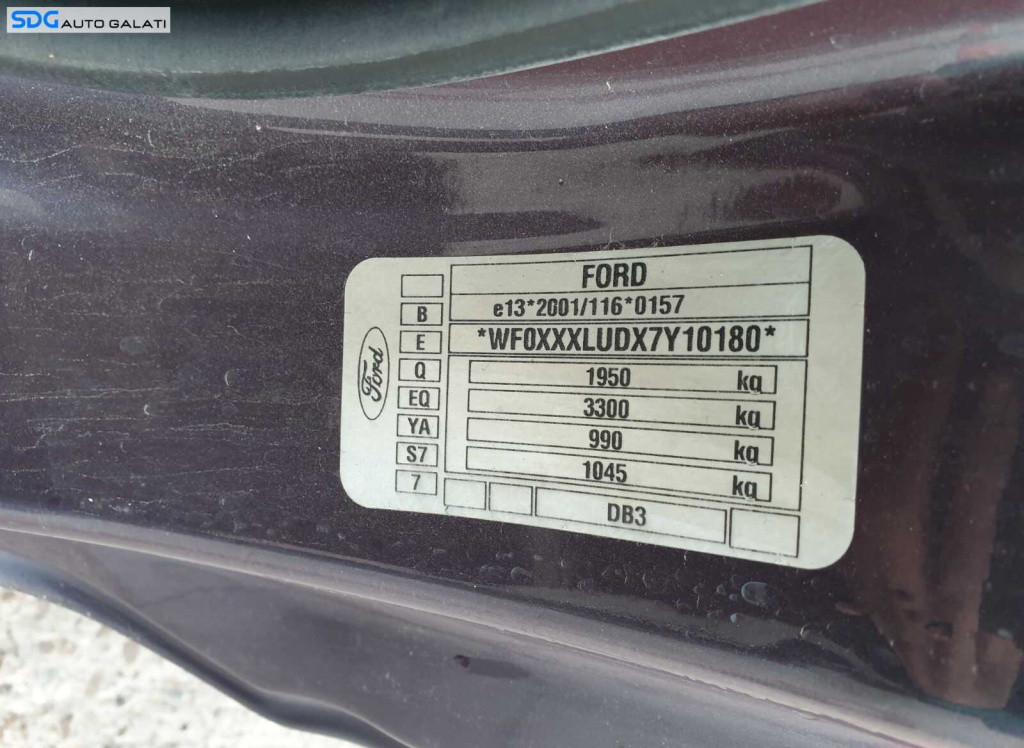 SDG AUTO GALATI
FORD
B e13*2001/116*0157
E *WF0XXXLUDX7Y10180*
Q 1950 kg
EQ 3300 kg
YA 990 kg
S7 1045 kg
7 DB3
Ford